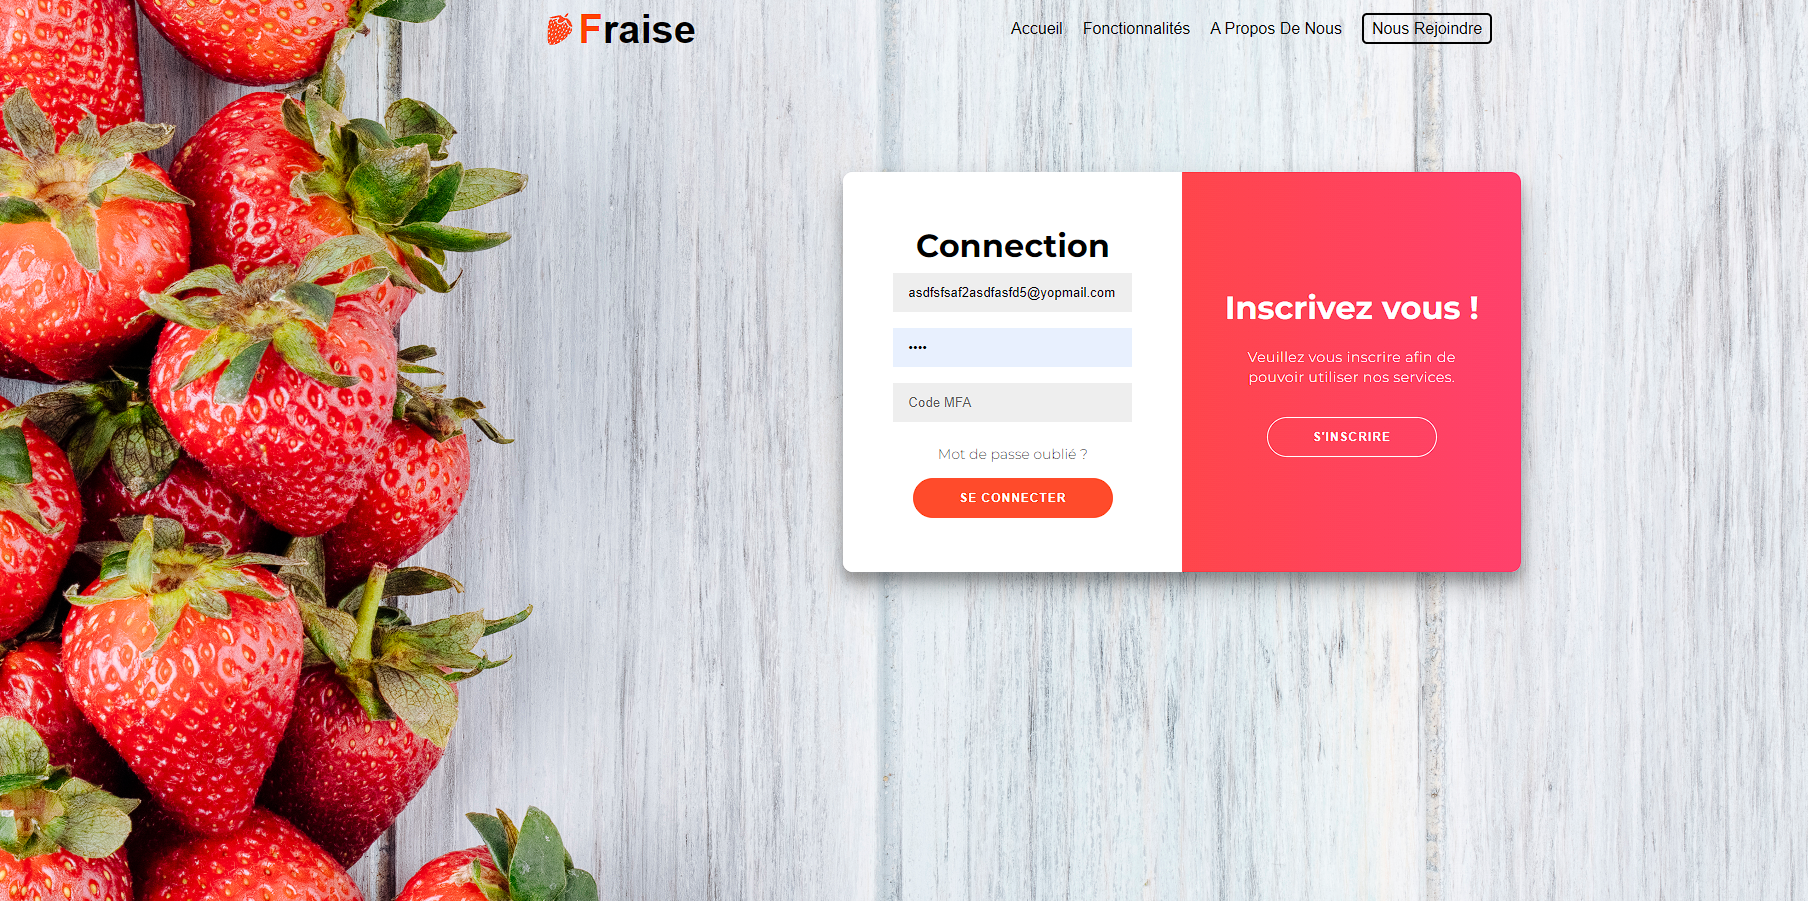 Fraise
Accueil
Fonctionnalités
A Propos De Nous
Nous Rejoindre
Connection
asdfsfsaf2asdfasfd5@yopmail.com
••••
Code MFA
Mot de passe oublié ?
SE CONNECTER
Inscrivez vous !
Veuillez vous inscrire afin de
pouvoir utiliser nos services.
S'INSCRIRE